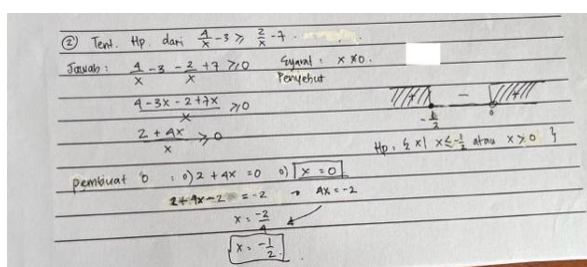 ② Tent. Hp. dari 4/x - 3 ≥ 2/x - 7.
Jawab : 4/x - 3 - 2/x + 7 ≥ 0
Syarat : x ≠ 0.
Penyebut
4 - 3x - 2 + 7x / x ≥ 0
2 + 4x / x ≥ 0
- 1/2 0
Hp : { x | x ≤ - 1/2 atau x > 0 }
pembuat 0 : o) 2 + 4x = 0 o) x = 0
2 + 4x - 2 = -2 → 4x = -2
x = -2/4
x = - 1/2.